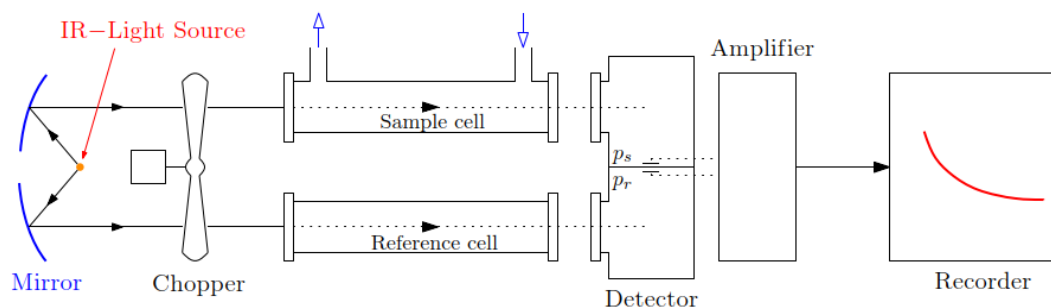 IR−Light Source
Amplifier
Sample cell
p_s
p_r
Reference cell
Mirror
Chopper
Detector
Recorder